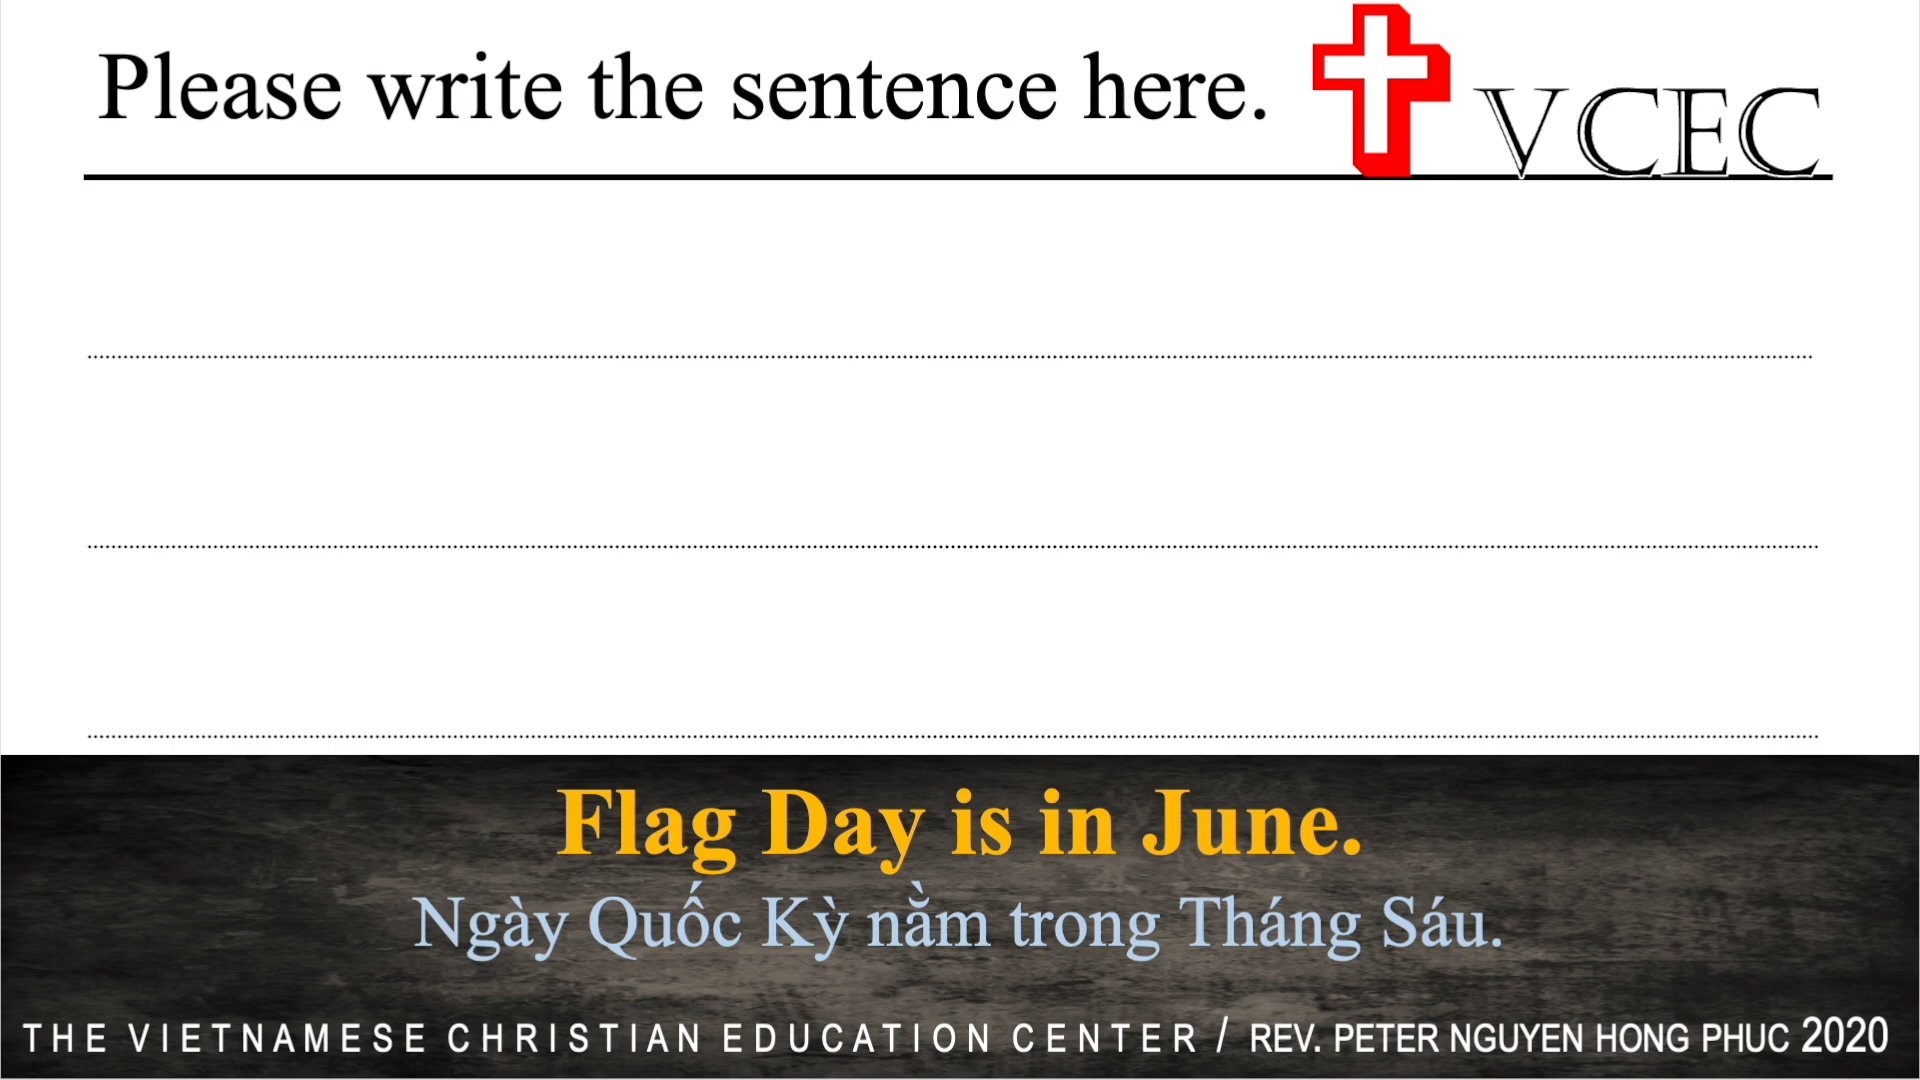 Please write the sentence here.
VCEC
Flag Day is in June.
Ngày Quốc Kỳ nằm trong Tháng Sáu.
THE VIETNAMESE CHRISTIAN EDUCATION CENTER / REV. PETER NGUYEN HONG PHUC 2020